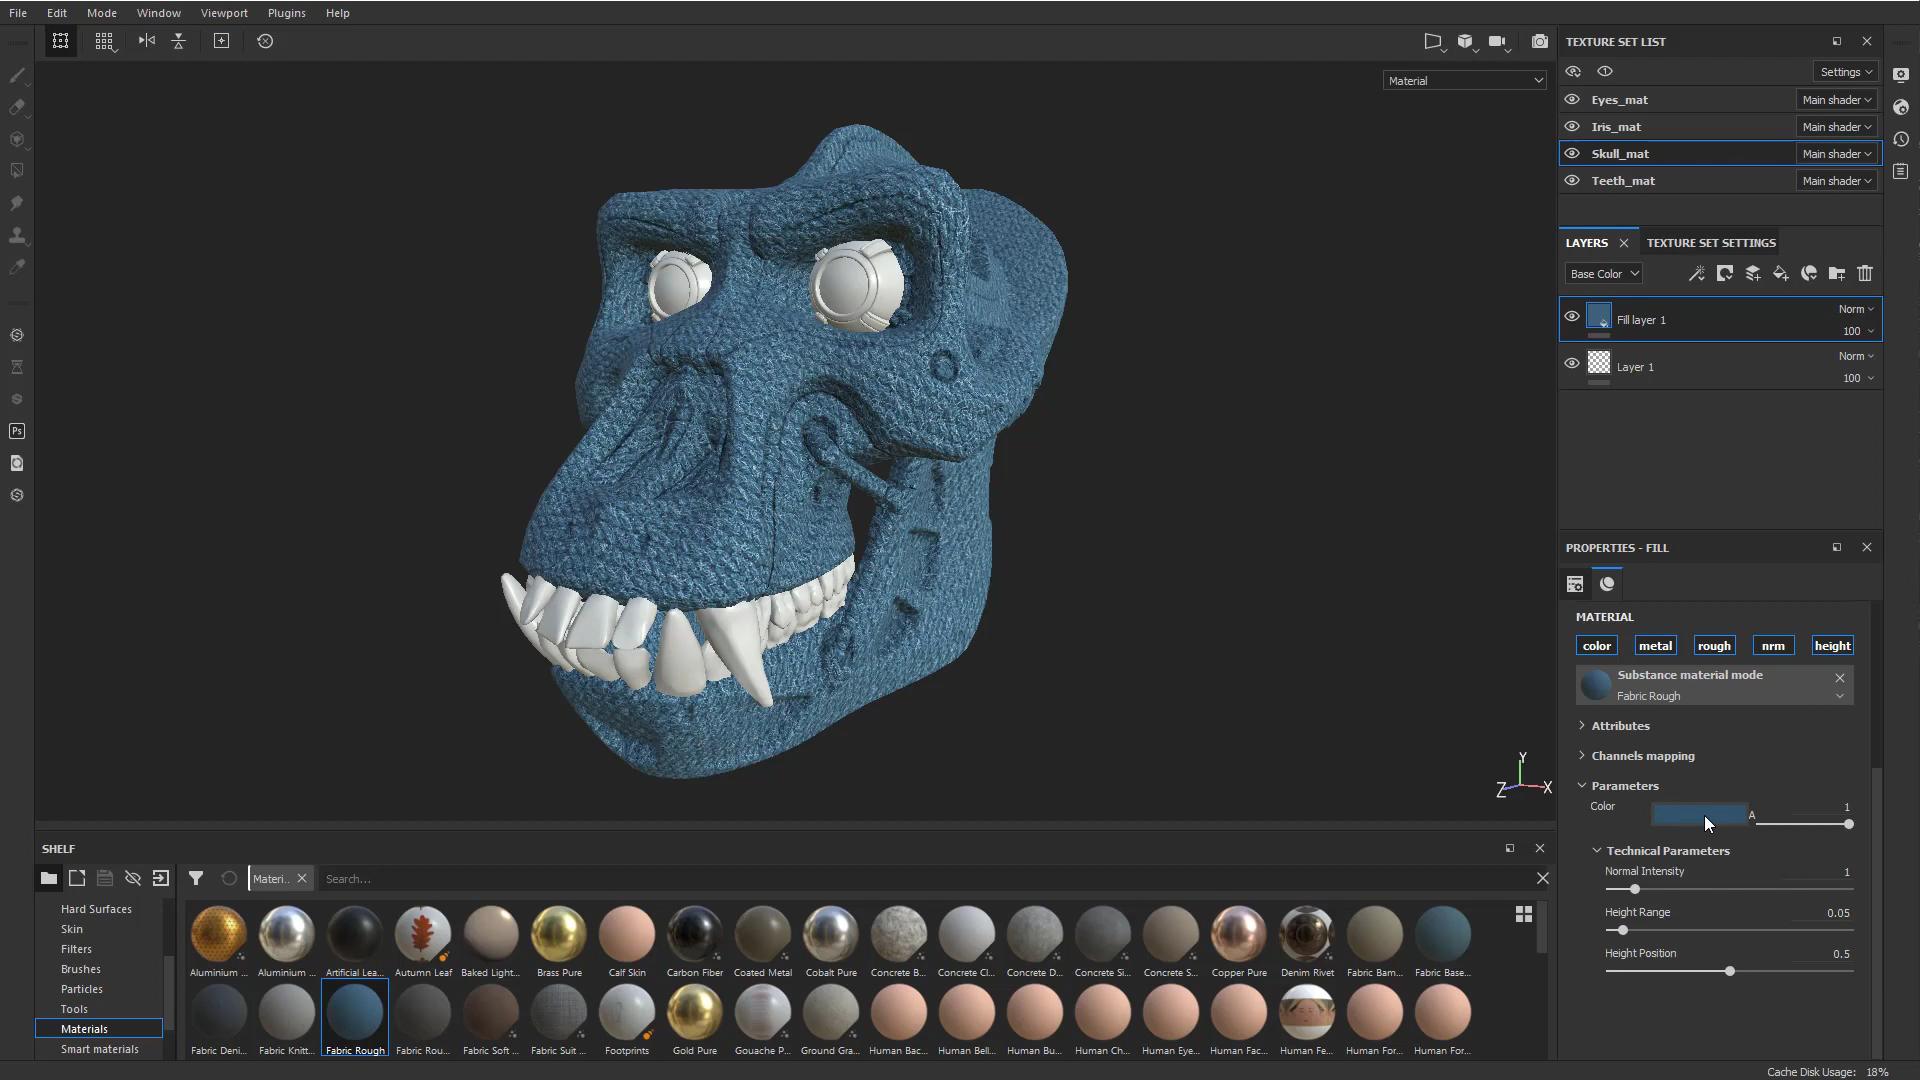 File Edit Mode Window Viewport Plugins Help
Material
TEXTURE SET LIST
Settings
Eyes_mat Main shader
Iris_mat Main shader
Skull_mat Main shader
Teeth_mat Main shader
LAYERS TEXTURE SET SETTINGS
Base Color
Norm
Fill layer 1
100
Norm
Layer 1
100
Ps
PROPERTIES - FILL
MATERIAL
color metal rough nrm height
Substance material mode
Fabric Rough
Attributes
Channels mapping
Parameters
Color A 1
Technical Parameters
Normal Intensity 1
Height Range 0.05
Height Position 0.5
Y
Z X
SHELF
Materi.. Search...
Hard Surfaces
Skin
Filters
Brushes
Particles
Tools
Materials
Smart materials
Aluminium ... Aluminium ... Artificial Lea... Autumn Leaf Baked Light... Brass Pure Calf Skin Carbon Fiber Coated Metal Cobalt Pure Concrete B... Concrete Cl... Concrete D... Concrete Si... Concrete S... Copper Pure Denim Rivet Fabric Bam... Fabric Base...
Fabric Deni... Fabric Knitt... Fabric Rough Fabric Rou... Fabric Soft ... Fabric Suit ... Footprints Gold Pure Gouache P... Ground Gra... Human Bac... Human Bell... Human Bu... Human Ch... Human Eye... Human Fac... Human Fe... Human For... Human For...
Cache Disk Usage: 18%